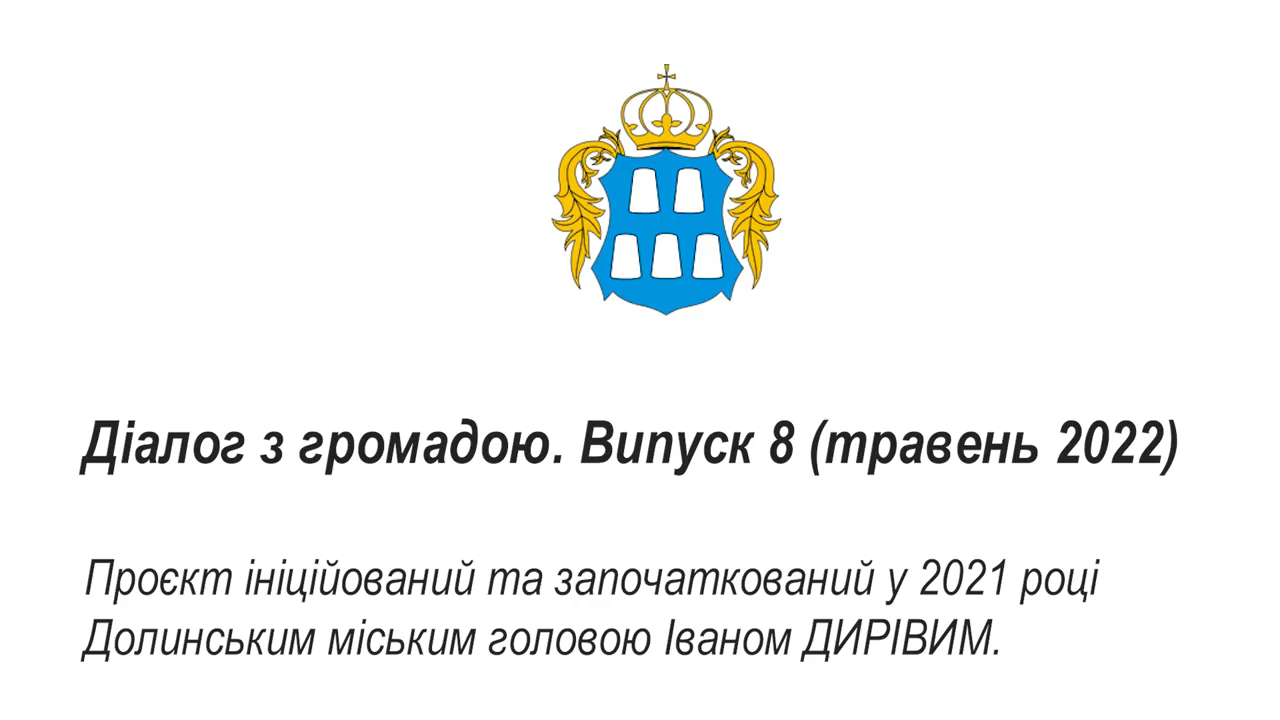 Діалог з громадою. Випуск 8 (травень 2022)
Проєкт ініційований та започаткований у 2021 році
Долинським міським головою Іваном ДИРІВИМ.